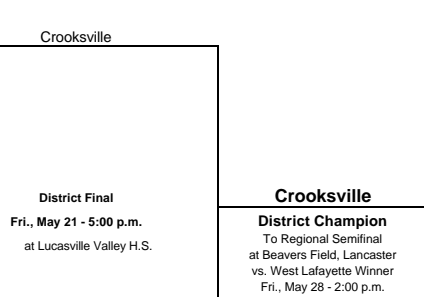 Crooksville
District Final
Fri., May 21 - 5:00 p.m.
at Lucasville Valley H.S.
Crooksville
District Champion
To Regional Semifinal
at Beavers Field, Lancaster
vs. West Lafayette Winner
Fri., May 28 - 2:00 p.m.